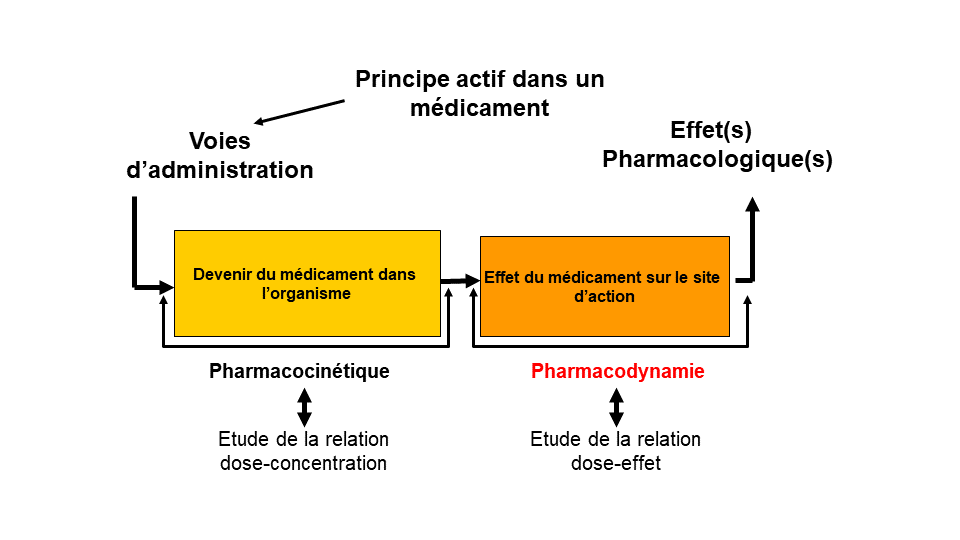 Principe actif dans un
médicament
Voies
d’administration
Effet(s)
Pharmacologique(s)
Devenir du médicament dans
l’organisme
Effet du médicament sur le site
d’action
Pharmacocinétique
Pharmacodynamie
Etude de la relation
dose-concentration
Etude de la relation
dose-effet